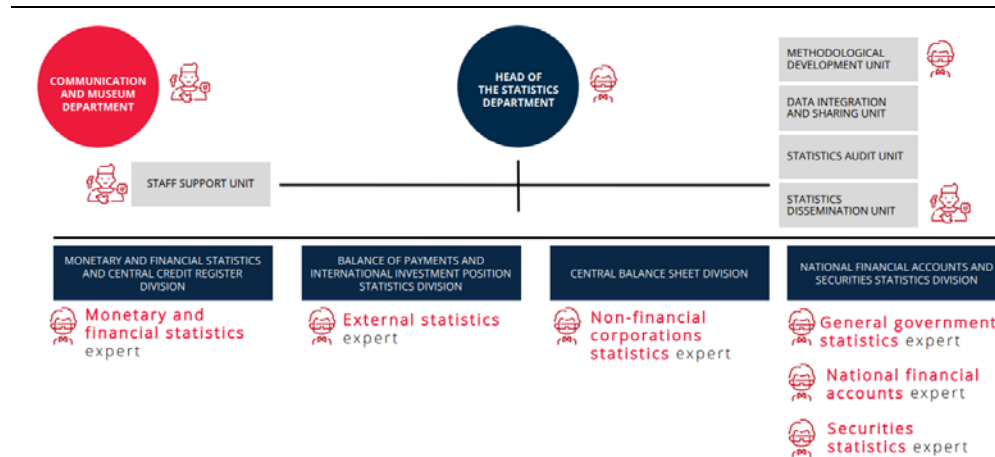 COMMUNICATION
AND MUSEUM
DEPARTMENT
HEAD OF
THE STATISTICS
DEPARTMENT
METHODOLOGICAL
DEVELOPMENT UNIT
DATA INTEGRATION
AND SHARING UNIT
STATISTICS AUDIT UNIT
STATISTICS
DISSEMINATION UNIT
STAFF SUPPORT UNIT
MONETARY AND FINANCIAL STATISTICS
AND CENTRAL CREDIT REGISTER
DIVISION
BALANCE OF PAYMENTS AND
INTERNATIONAL INVESTMENT POSITION
STATISTICS DIVISION
CENTRAL BALANCE SHEET DIVISION
NATIONAL FINANCIAL ACCOUNTS AND
SECURITIES STATISTICS DIVISION
Monetary and
financial statistics
expert
External statistics
expert
Non-financial
corporations
statistics expert
General government
statistics expert
National financial
accounts expert
Securities
statistics expert